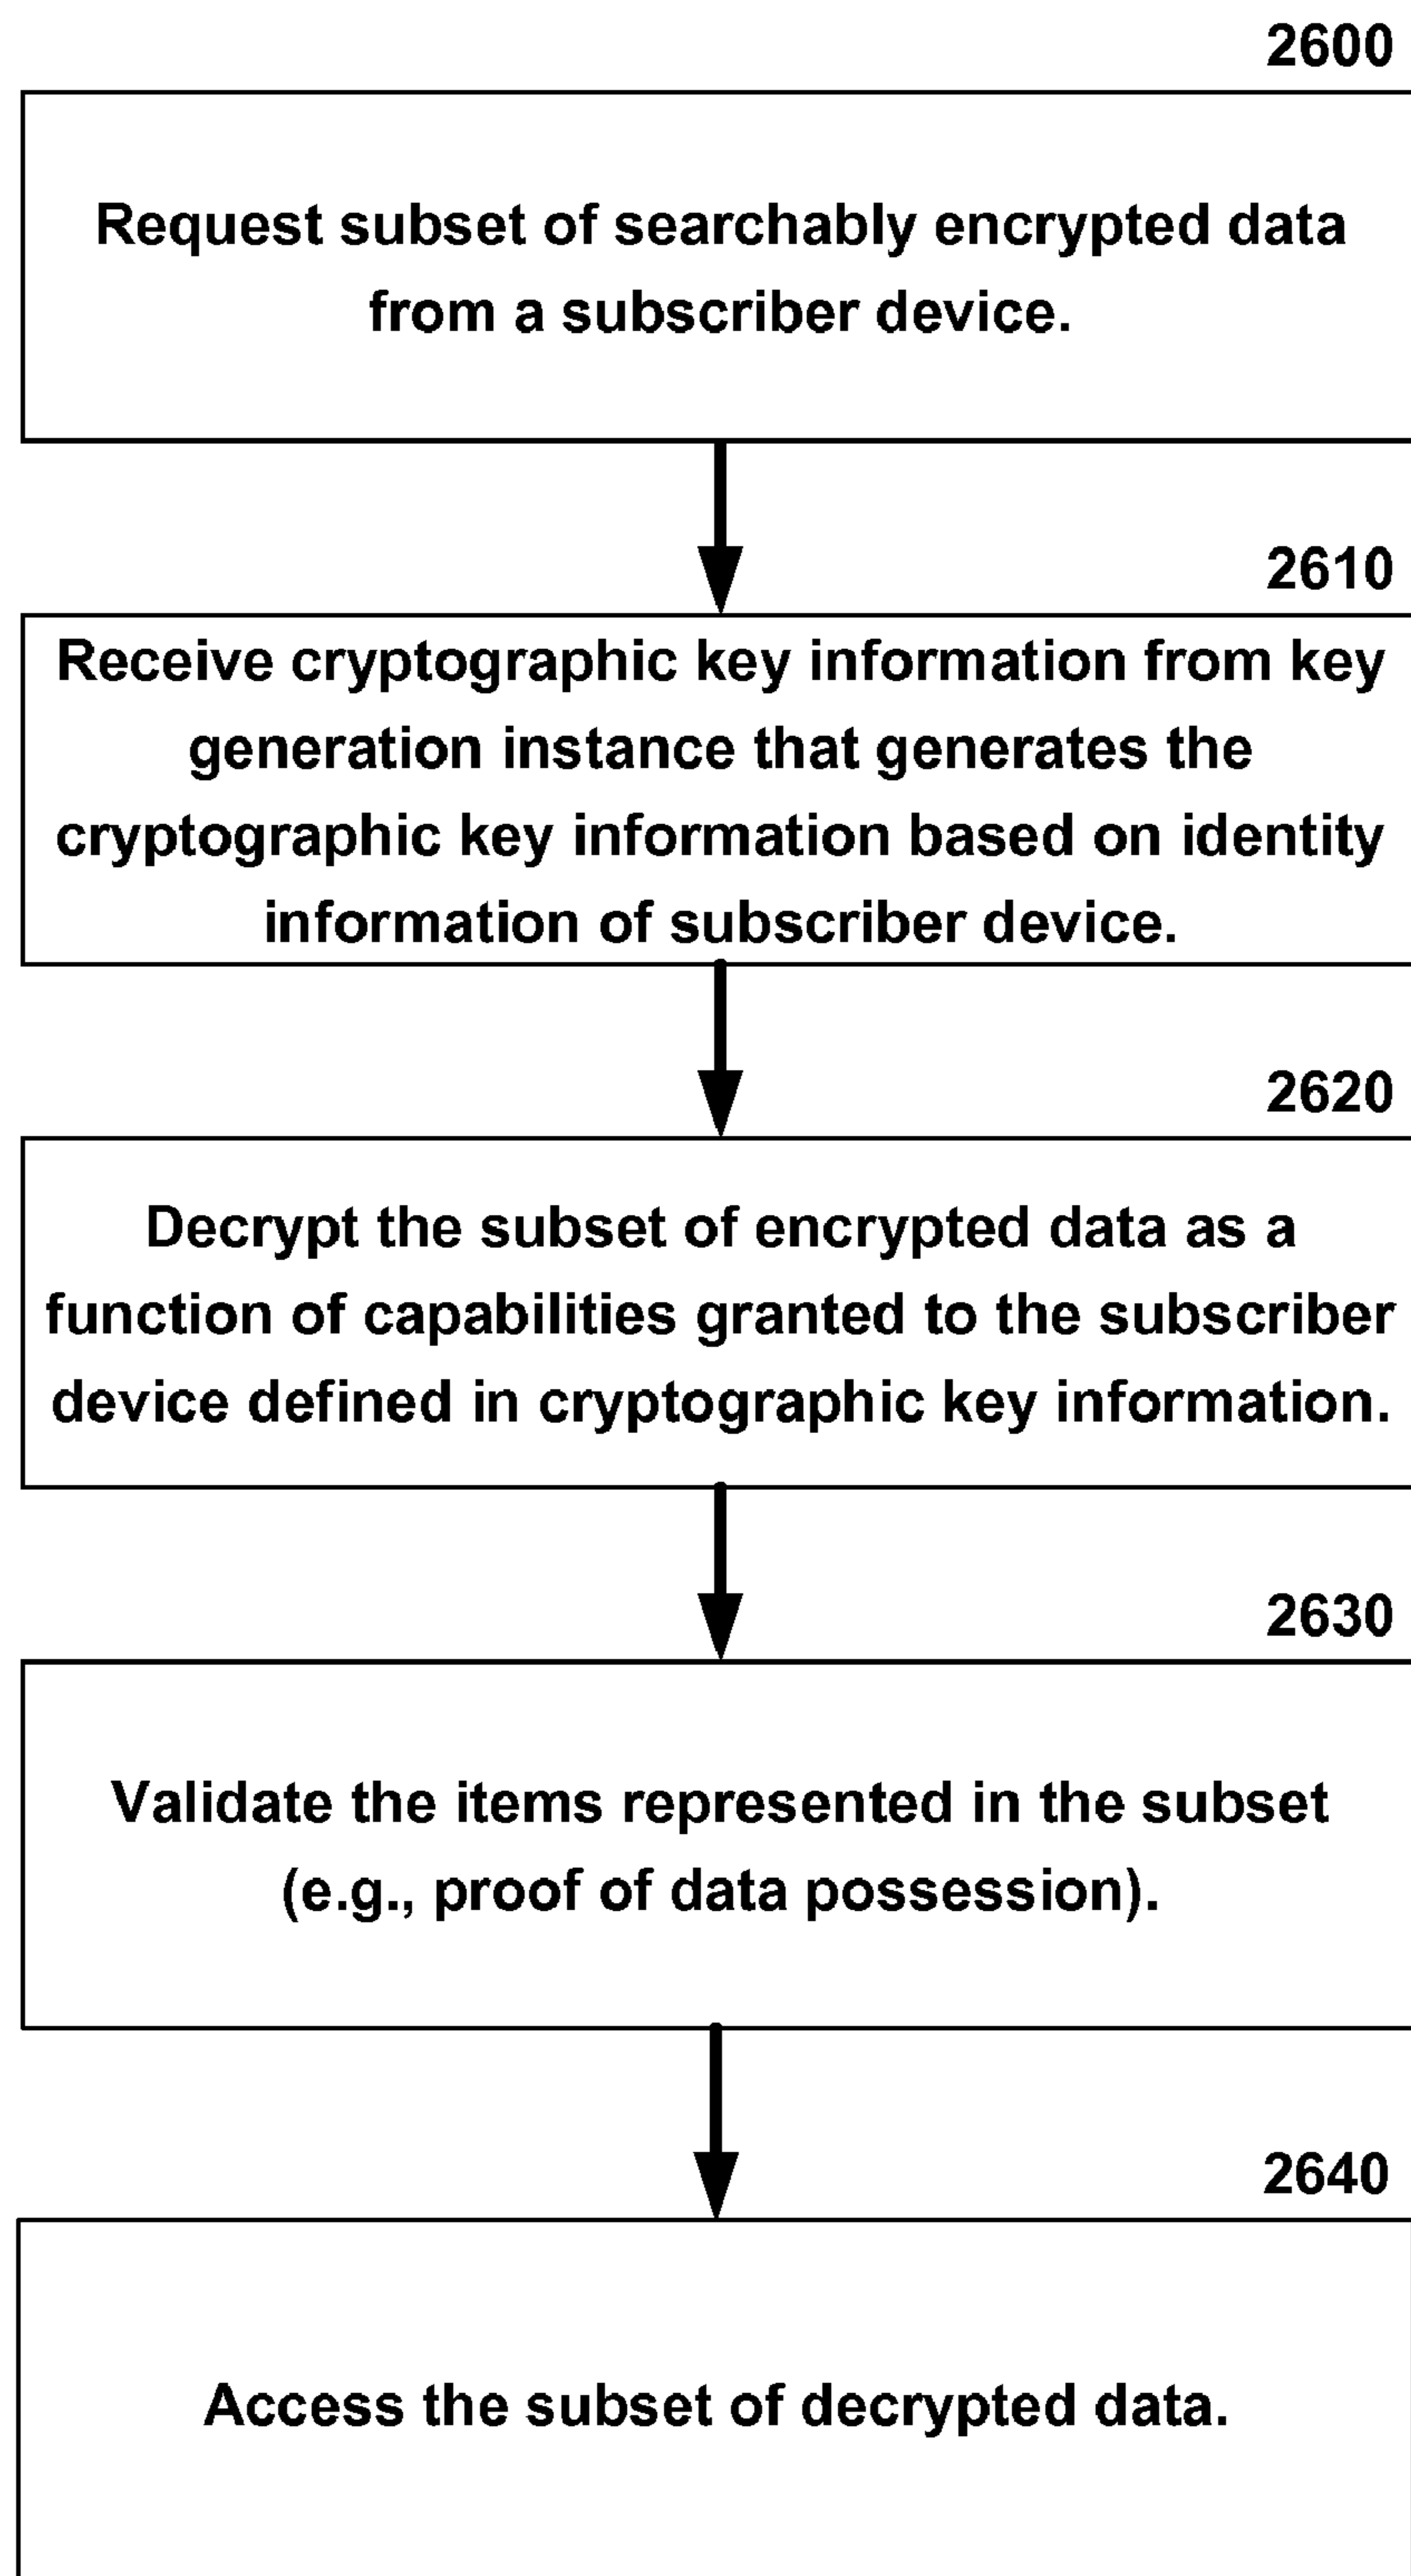 2600
Request subset of searchably encrypted data
from a subscriber device.
2610
Receive cryptographic key information from key
generation instance that generates the
cryptographic key information based on identity
information of subscriber device.
2620
Decrypt the subset of encrypted data as a
function of capabilities granted to the subscriber
device defined in cryptographic key information.
2630
Validate the items represented in the subset
(e.g., proof of data possession).
2640
Access the subset of decrypted data.